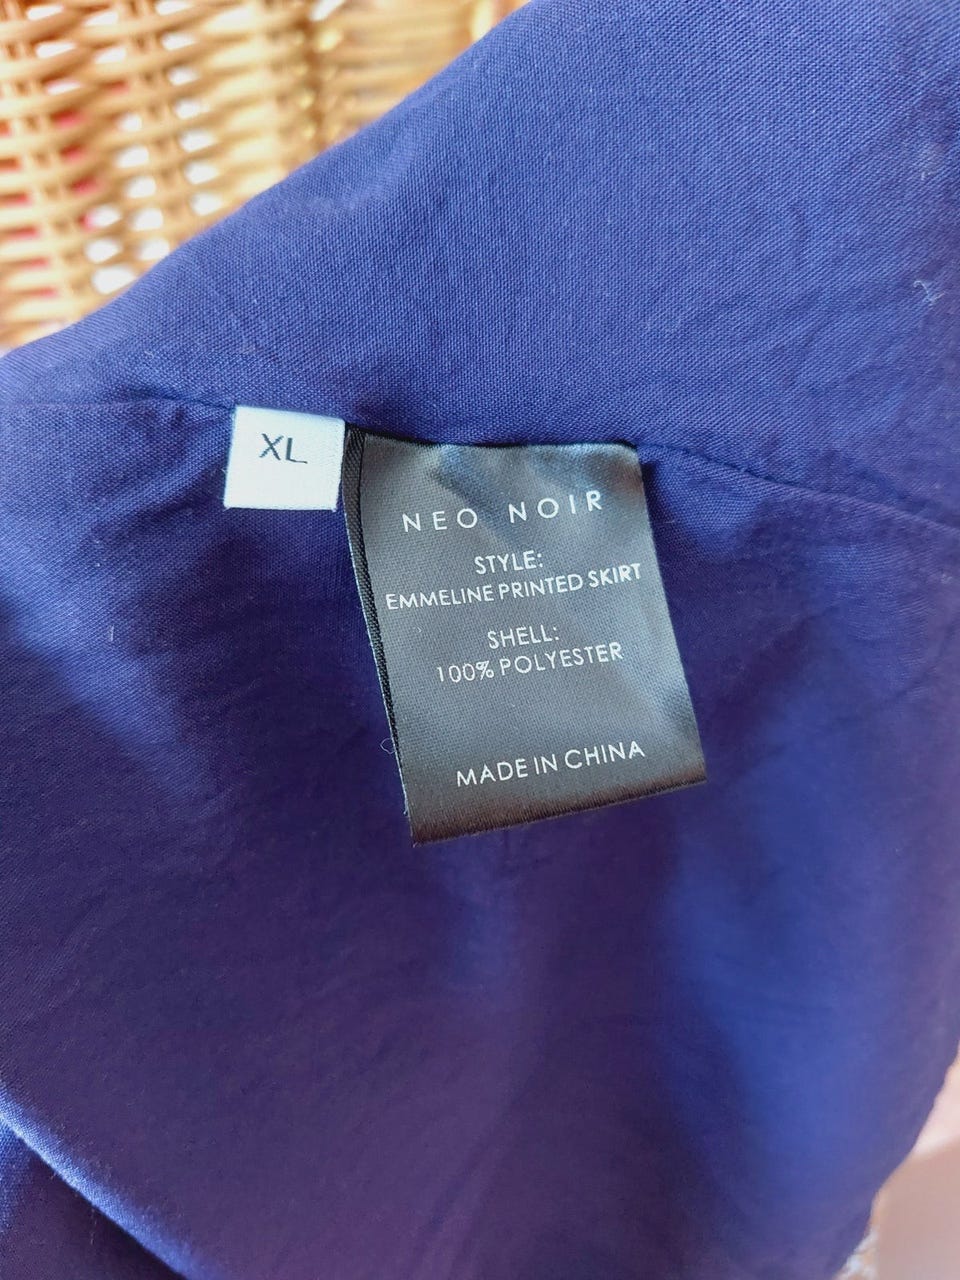 XL
NEO NOIR
STYLE:
EMMELINE PRINTED SKIRT
SHELL:
100% POLYESTER
MADE IN CHINA